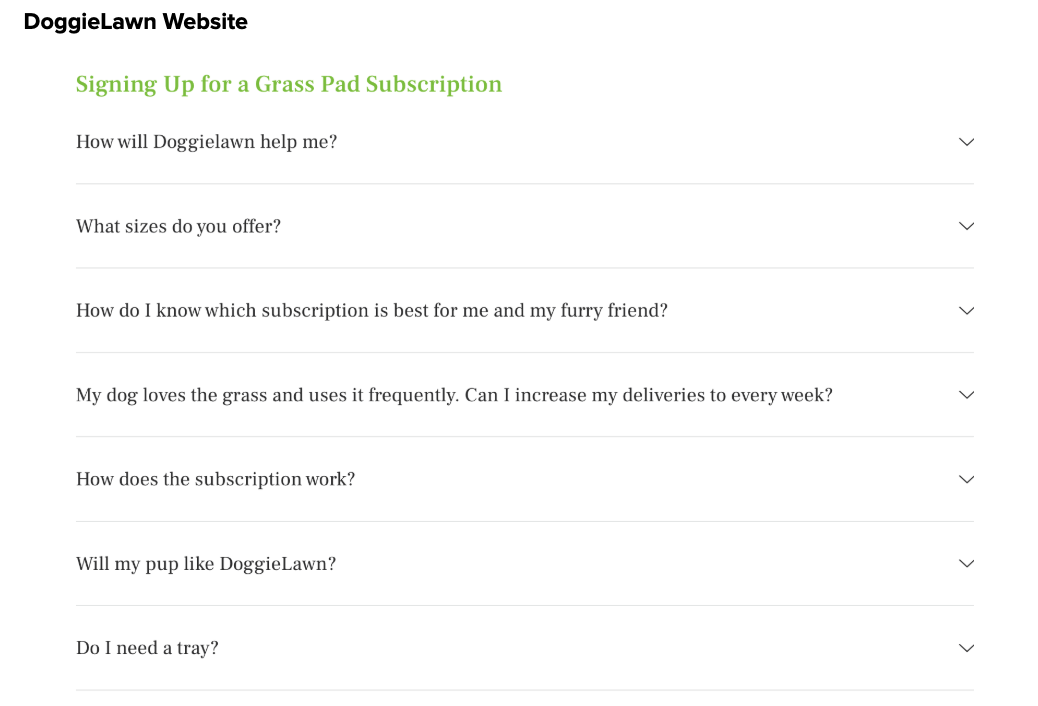 DoggieLawn Website
Signing Up for a Grass Pad Subscription
How will Doggielawn help me?
What sizes do you offer?
How do I know which subscription is best for me and my furry friend?
My dog loves the grass and uses it frequently. Can I increase my deliveries to every week?
How does the subscription work?
Will my pup like DoggieLawn?
Do I need a tray?